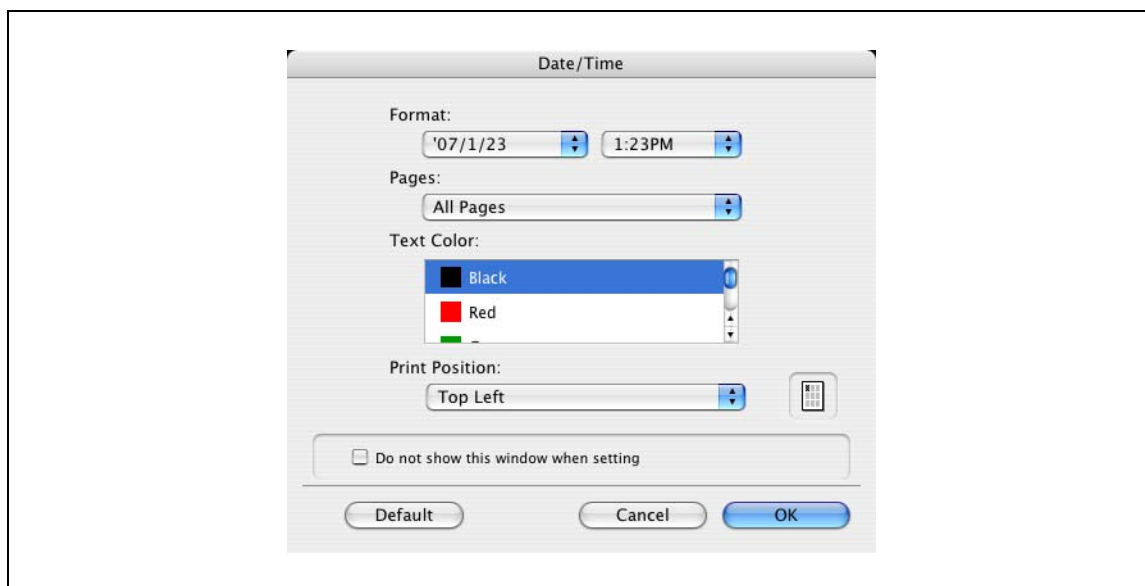 Date/Time
Format:
'07/1/23 1:23PM
Pages:
All Pages
Text Color:
Black
Red
Print Position:
Top Left
Do not show this window when setting
Default Cancel OK